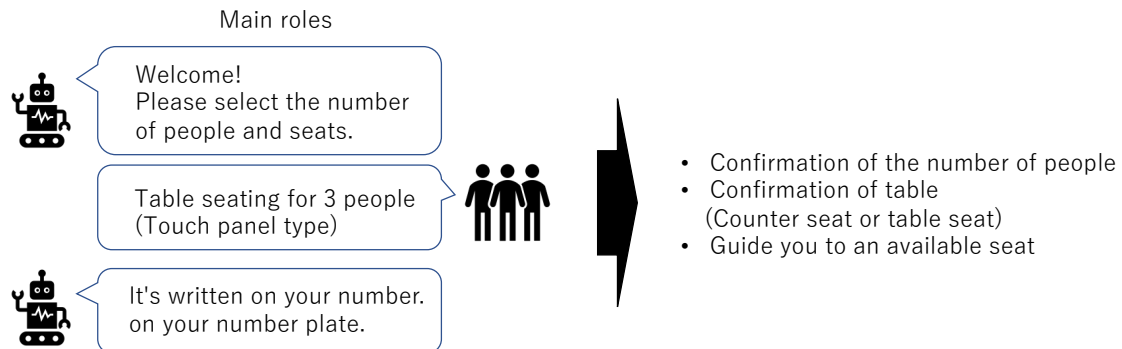 Main roles
Welcome!
Please select the number
of people and seats.
Table seating for 3 people
(Touch panel type)
It's written on your number.
on your number plate.
• Confirmation of the number of people
• Confirmation of table
(Counter seat or table seat)
• Guide you to an available seat